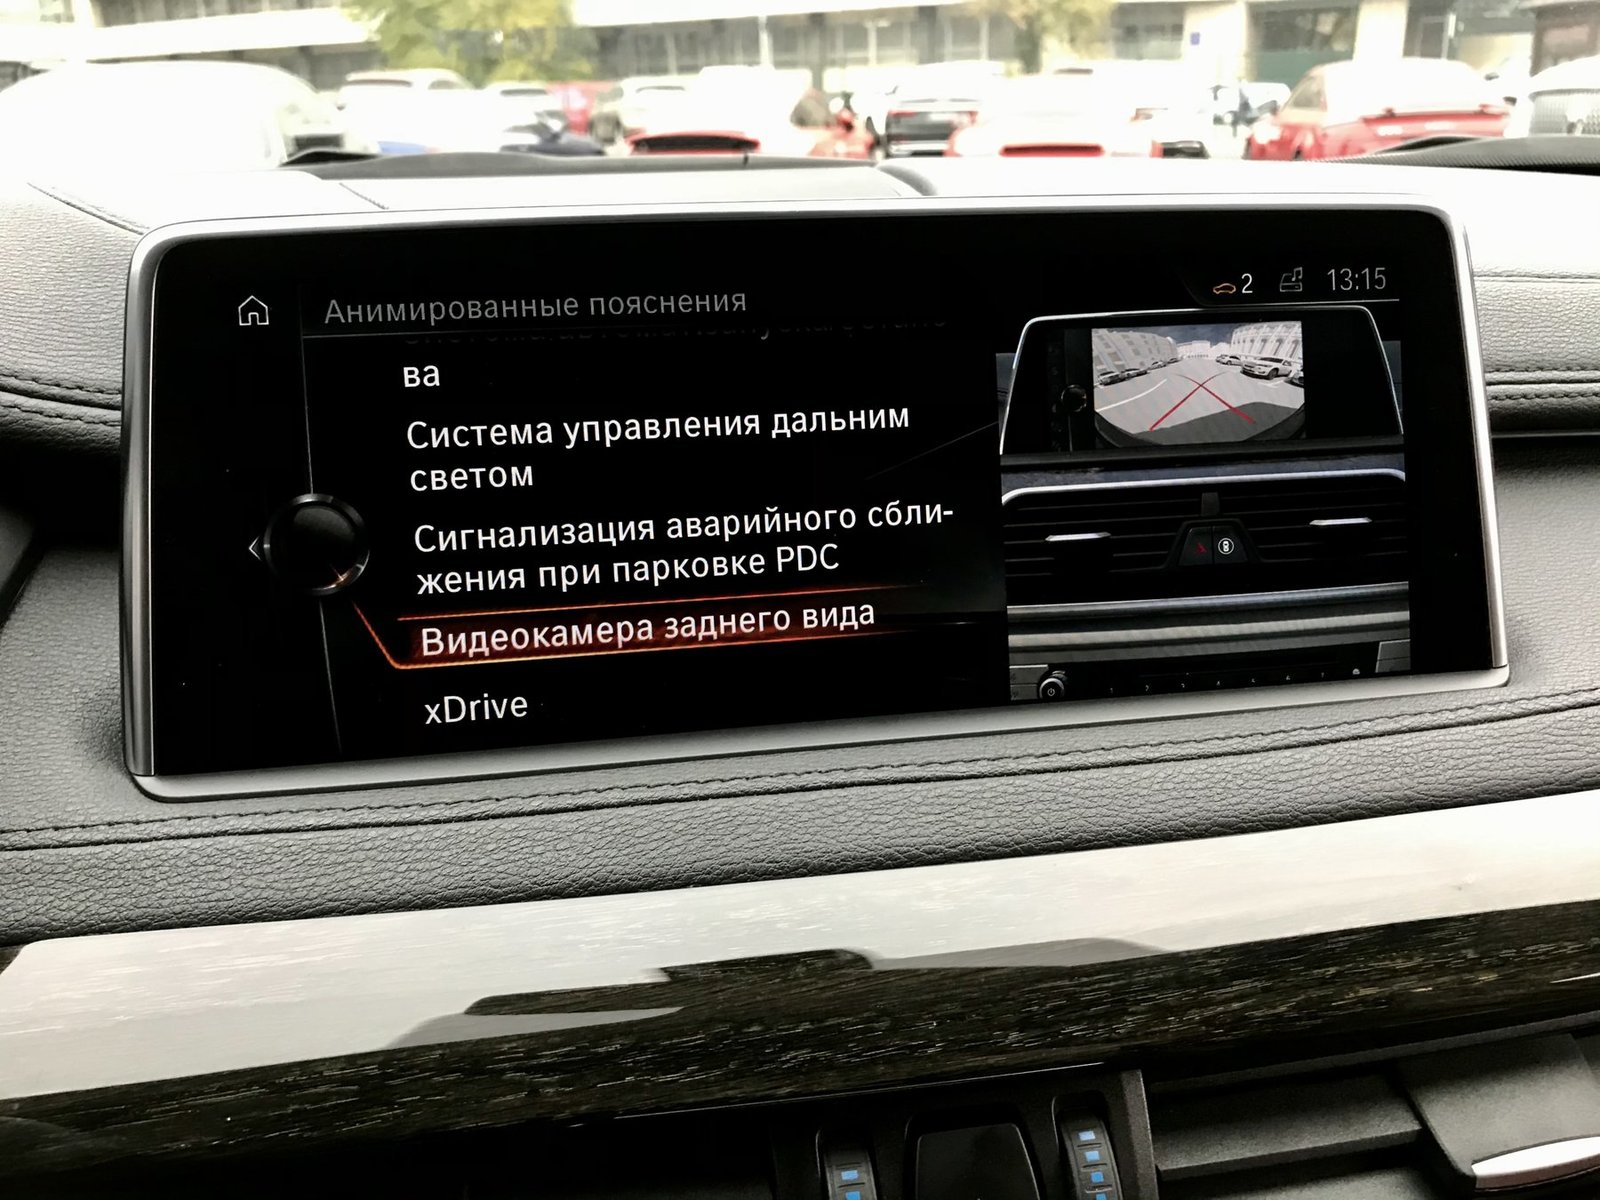 Анимированные пояснения
2
13:15
ва
Система управления дальним
светом
Сигнализация аварийного сбли-
жения при парковке PDC
Видеокамера заднего вида
xDrive